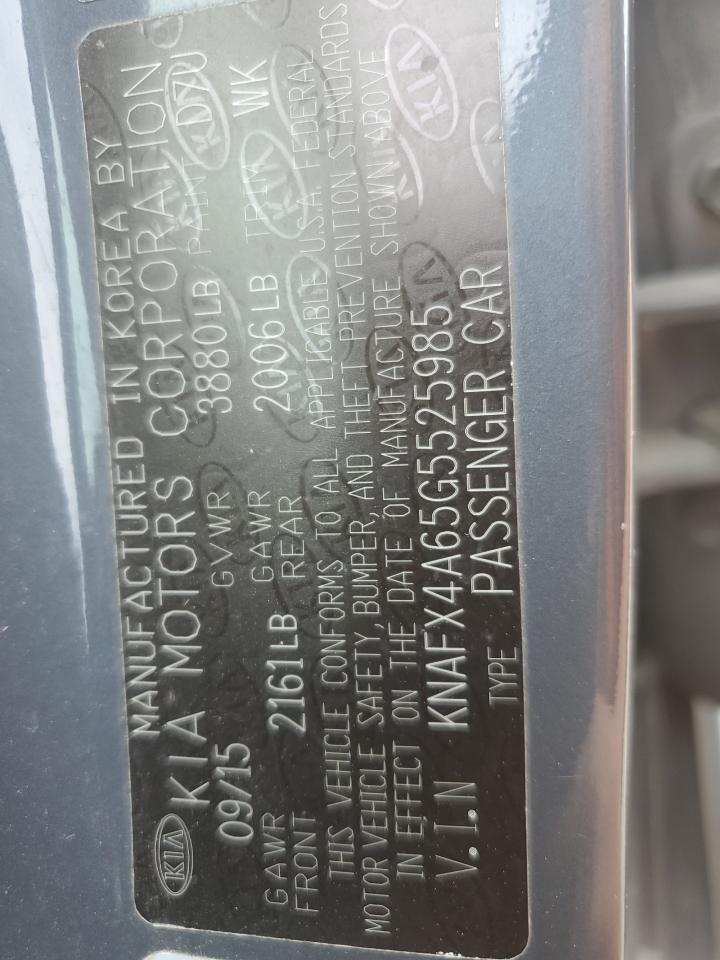 MANUFACTURED IN KOREA BY
KIA KIA MOTORS CORPORATION
09/15 GVWR 3880LB PAINT KD7U
GAWR FRONT 2161LB GAWR REAR 2006LB TRIM WK
THIS VEHICLE CONFORMS TO ALL APPLICABLE U.S.A. FEDERAL
MOTOR VEHICLE SAFETY, BUMPER, AND THEFT PREVENTION STANDARDS
IN EFFECT ON THE DATE OF MANUFACTURE SHOWN ABOVE
V.I.N KNAFX4A65G5525985
TYPE PASSENGER CAR